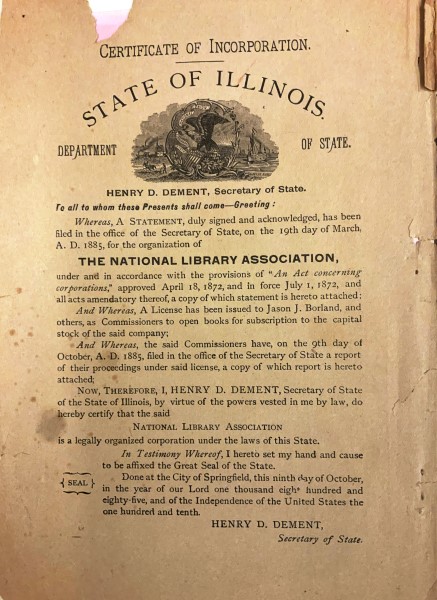 CERTIFICATE OF INCORPORATION.
STATE OF ILLINOIS.
DEPARTMENT OF STATE.
HENRY D. DEMENT, Secretary of State.
To all to whom these Presents shall come—Greeting:
Whereas, A STATEMENT, duly signed and acknowledged, has been
filed in the office of the Secretary of State, on the 19th day of March,
A. D. 1885, for the organization of
THE NATIONAL LIBRARY ASSOCIATION,
under and in accordance with the provisions of "An Act concerning
corporations," approved April 18, 1872, and in force July 1, 1872, and
all acts amendatory thereof, a copy of which statement is hereto attached:
And Whereas, A License has been issued to Jason J. Borland, and
others, as Commissioners to open books for subscription to the capital
stock of the said company;
And Whereas, the said Commissioners have, on the 9th day of
October, A. D. 1885, filed in the office of the Secretary of State a report
of their proceedings under said license, a copy of which report is hereto
attached;
NOW, THEREFORE, I, HENRY D. DEMENT, Secretary of State
of the State of Illinois, by virtue of the powers vested in me by law, do
hereby certify that the said
NATIONAL LIBRARY ASSOCIATION
is a legally organized corporation under the laws of this State.
In Testimony Whereof, I hereto set my hand and cause
to be affixed the Great Seal of the State.
{SEAL} Done at the City of Springfield, this ninth day of October,
in the year of our Lord one thousand eight hundred and
eighty-five, and of the Independence of the United States the
one hundred and tenth.
HENRY D. DEMENT,
Secretary of State.